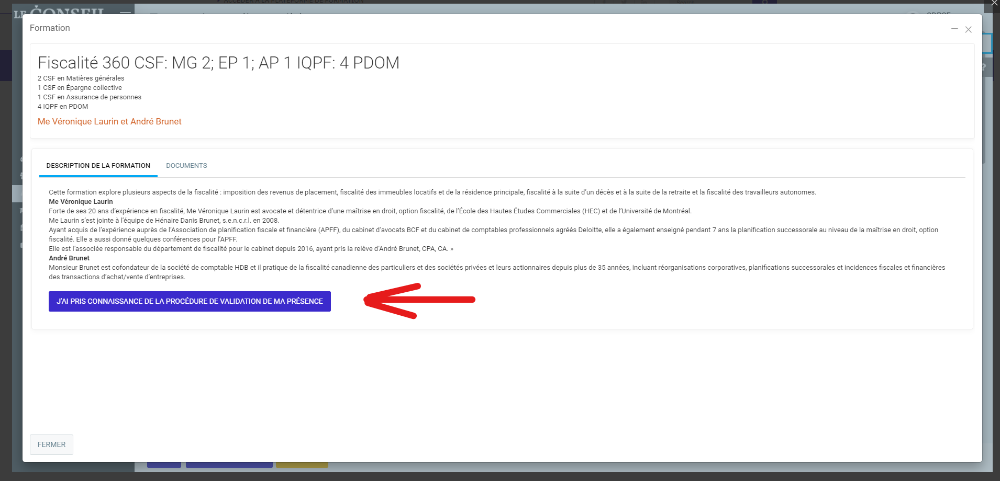 ACCÉDER À LA PLATEFORME DE FORMATION
Search
LE CONSEIL
Formation
Fiscalité 360 CSF: MG 2; EP 1; AP 1 IQPF: 4 PDOM
2 CSF en Matières générales
1 CSF en Épargne collective
1 CSF en Assurance de personnes
4 IQPF en PDOM
Me Véronique Laurin et André Brunet
DESCRIPTION DE LA FORMATION DOCUMENTS
Cette formation explore plusieurs aspects de la fiscalité : imposition des revenus de placement, fiscalité des immeubles locatifs et de la résidence principale, fiscalité à la suite d’un décès et à la suite de la retraite et la fiscalité des travailleurs autonomes.
Me Véronique Laurin
Forte de ses 20 ans d’expérience en fiscalité, Me Véronique Laurin est avocate et détentrice d’une maîtrise en droit, option fiscalité, de l’École des Hautes Études Commerciales (HEC) et de l’Université de Montréal.
Me Laurin s’est jointe à l’équipe de Hénaire Danis Brunet, s.e.n.c.r.l. en 2008.
Ayant acquis de l’expérience auprès de l’Association de planification fiscale et financière (APFF), du cabinet d’avocats BCF et du cabinet de comptables professionnels agréés Deloitte, elle a également enseigné pendant 7 ans la planification successorale au niveau de la maîtrise en droit, option
fiscalité. Elle a aussi donné quelques conférences pour l’APFF.
Elle est l’associée responsable du département de fiscalité pour le cabinet depuis 2016, ayant pris la relève d’André Brunet, CPA, CA. »
André Brunet
Monsieur Brunet est cofondateur de la société de comptable HDB et il pratique de la fiscalité canadienne des particuliers et des sociétés privées et leurs actionnaires depuis plus de 35 années, incluant réorganisations corporatives, planifications successorales et incidences fiscales et financières
des transactions d’achat/vente d’entreprises.
J'AI PRIS CONNAISSANCE DE LA PROCÉDURE DE VALIDATION DE MA PRÉSENCE
FERMER